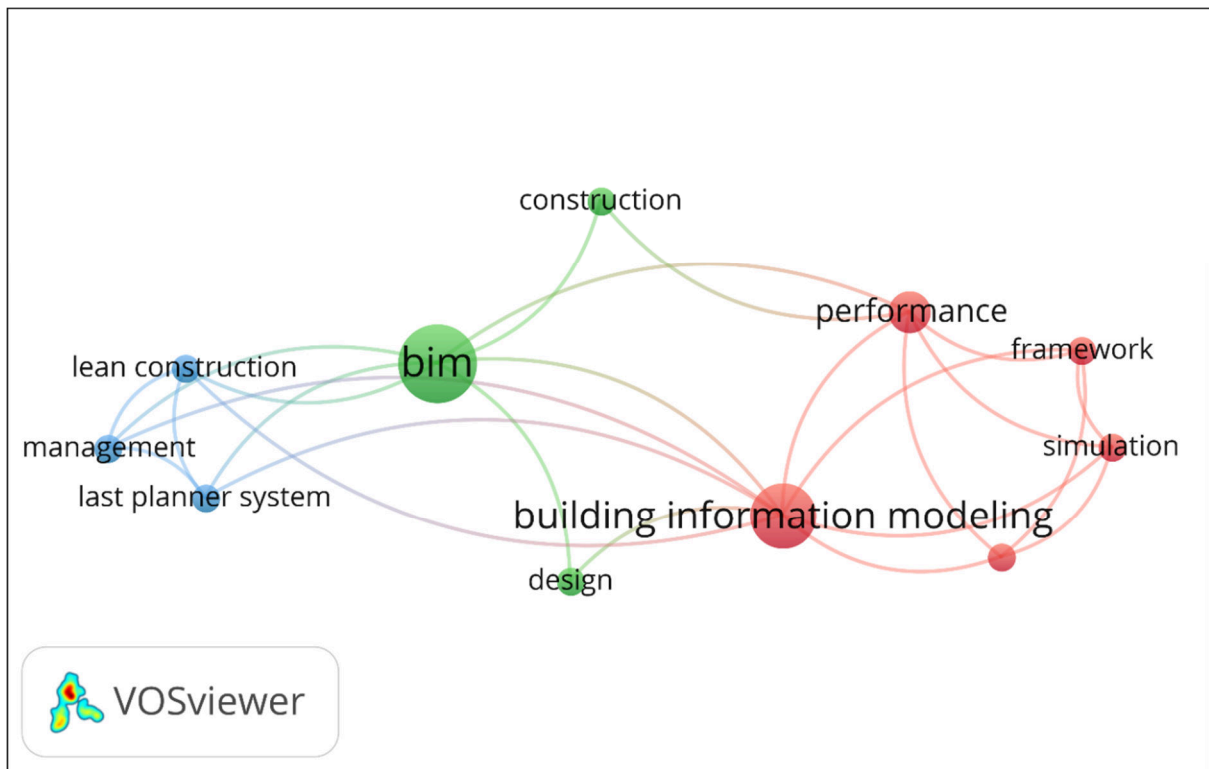 construction
performance
framework
lean construction
bim
management
simulation
last planner system
building information modeling
design
VOSviewer